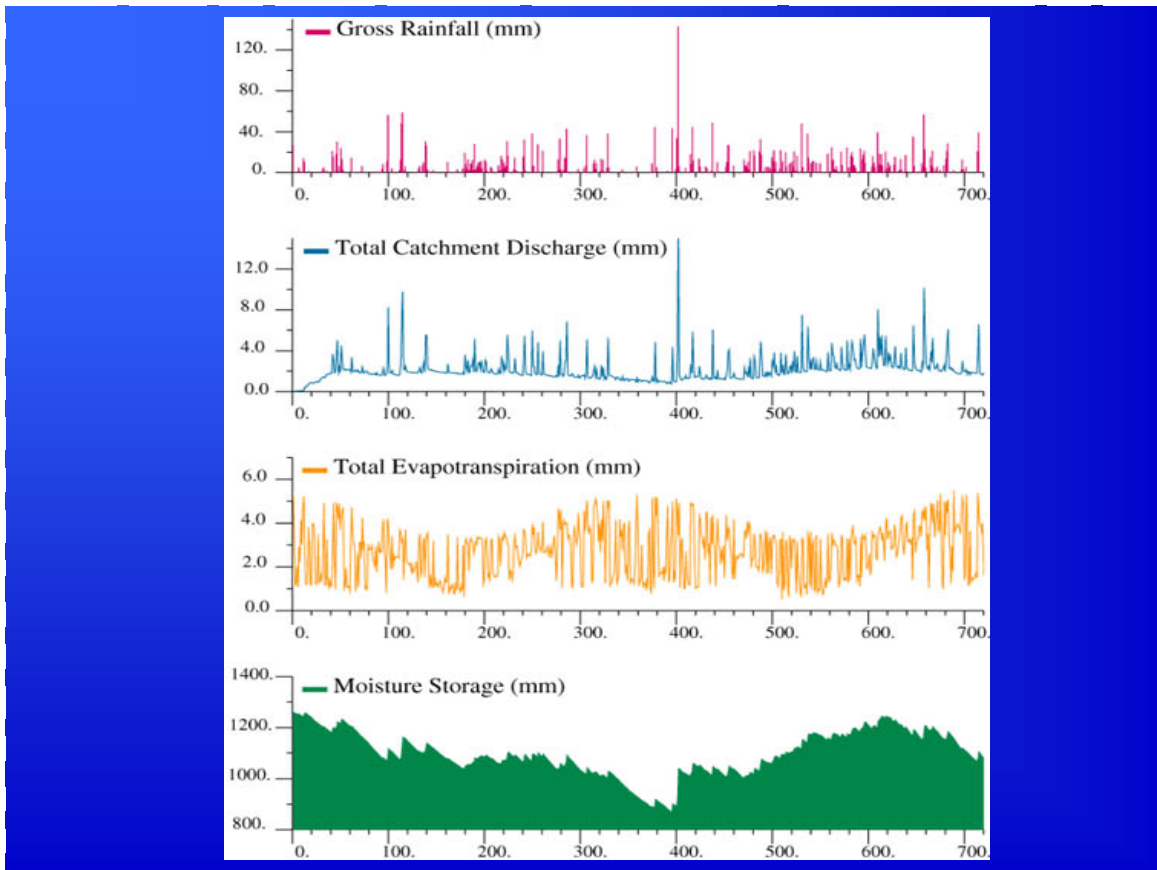 Gross Rainfall (mm)
120.
80.
40.
0.
0. 100. 200. 300. 400. 500. 600. 700.
Total Catchment Discharge (mm)
12.0
8.0
4.0
0.0
0. 100. 200. 300. 400. 500. 600. 700.
Total Evapotranspiration (mm)
6.0
4.0
2.0
0.0
0. 100. 200. 300. 400. 500. 600. 700.
1400.
Moisture Storage (mm)
1200.
1000.
800.
0. 100. 200. 300. 400. 500. 600. 700.